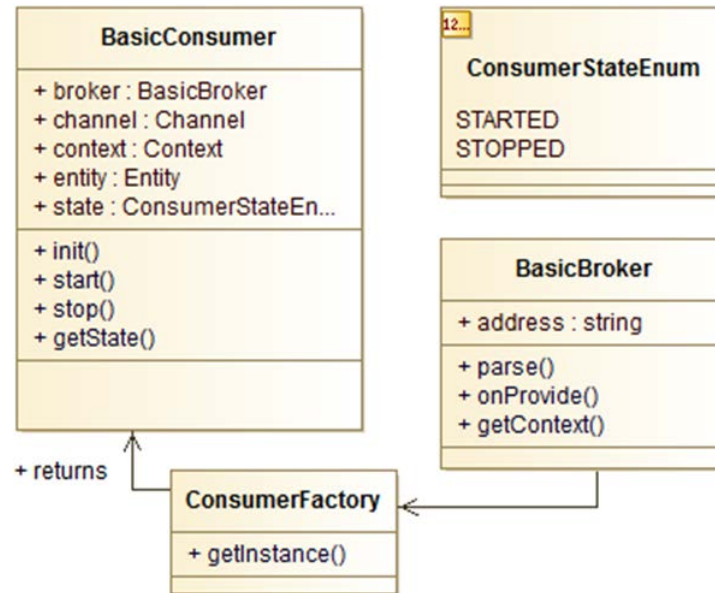 BasicConsumer
+ broker : BasicBroker
+ channel : Channel
+ context : Context
+ entity : Entity
+ state : ConsumerStateEn...
+ init()
+ start()
+ stop()
+ getState()
12...
ConsumerStateEnum
STARTED
STOPPED
BasicBroker
+ address : string
+ parse()
+ onProvide()
+ getContext()
+ returns
ConsumerFactory
+ getInstance()